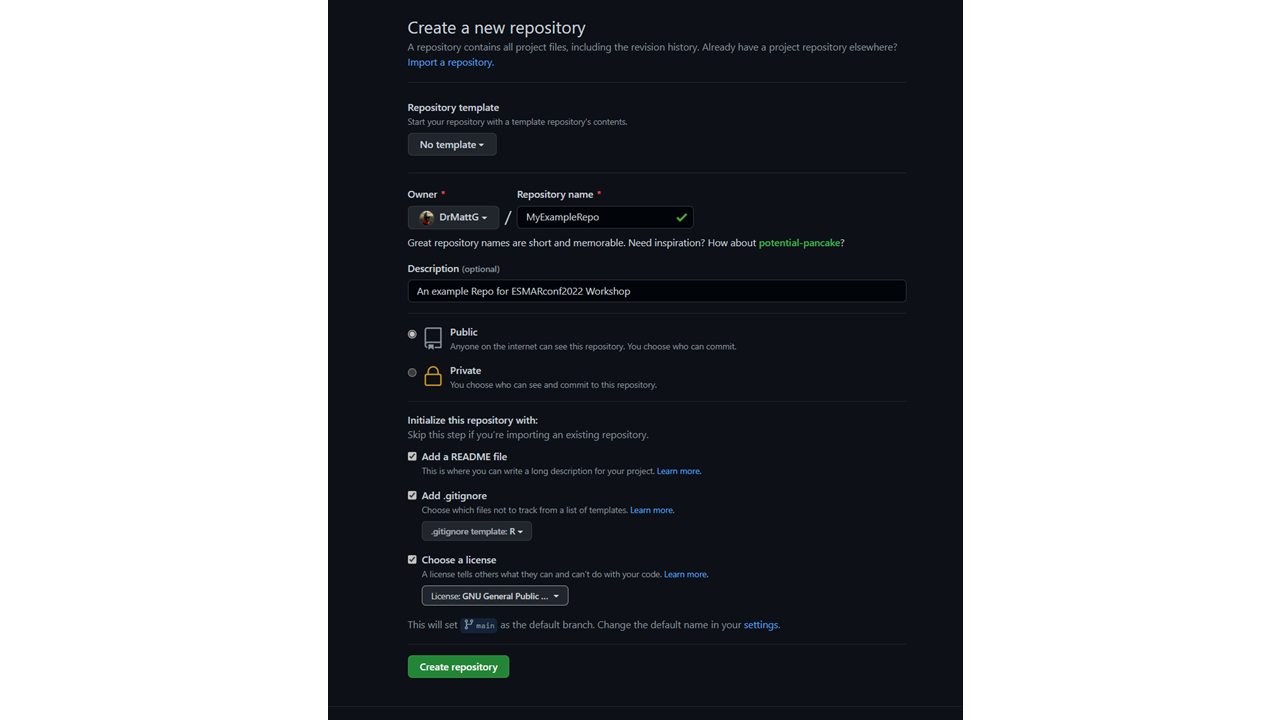 Create a new repository
A repository contains all project files, including the revision history. Already have a project repository elsewhere?
Import a repository.
Repository template
Start your repository with a template repository's contents.
No template
Owner * Repository name *
DrMattG / MyExampleRepo
Great repository names are short and memorable. Need inspiration? How about potential-pancake?
Description (optional)
An example Repo for ESMARconf2022 Workshop
Public
Anyone on the internet can see this repository. You choose who can commit.
Private
You choose who can see and commit to this repository.
Initialize this repository with:
Skip this step if you're importing an existing repository.
Add a README file
This is where you can write a long description for your project. Learn more.
Add .gitignore
Choose which files not to track from a list of templates. Learn more.
.gitignore template: R
Choose a license
A license tells others what they can and can't do with your code. Learn more.
License: GNU General Public ...
This will set main as the default branch. Change the default name in your settings.
Create repository